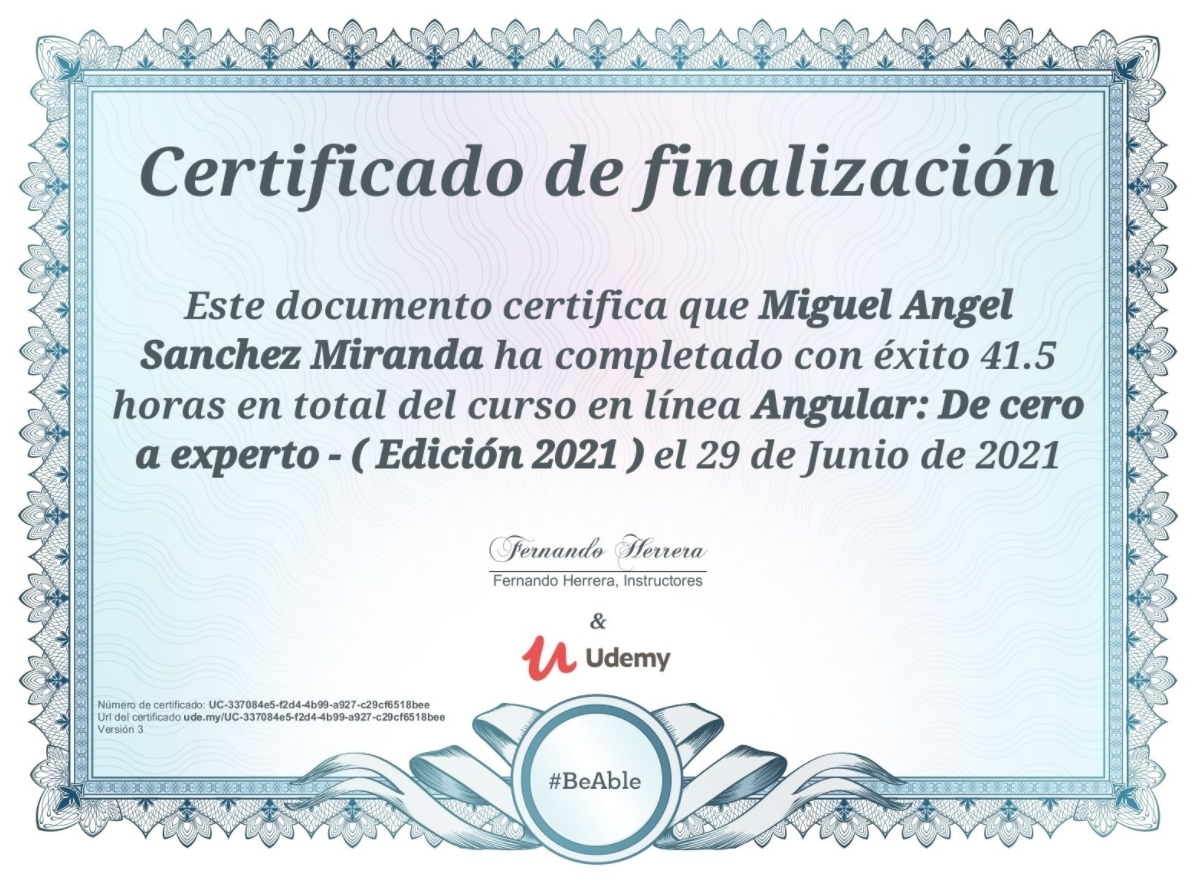 Certificado de finalización
Este documento certifica que Miguel Angel
Sanchez Miranda ha completado con éxito 41.5
horas en total del curso en línea Angular: De cero
a experto - ( Edición 2021 ) el 29 de Junio de 2021
Fernando Herrera
Fernando Herrera, Instructores
&
Udemy
Número de certificado: UC-337084e5-f2d4-4b99-a927-c29cf6518bee
Url del certificado ude.my/UC-337084e5-f2d4-4b99-a927-c29cf6518bee
Versión 3
#BeAble